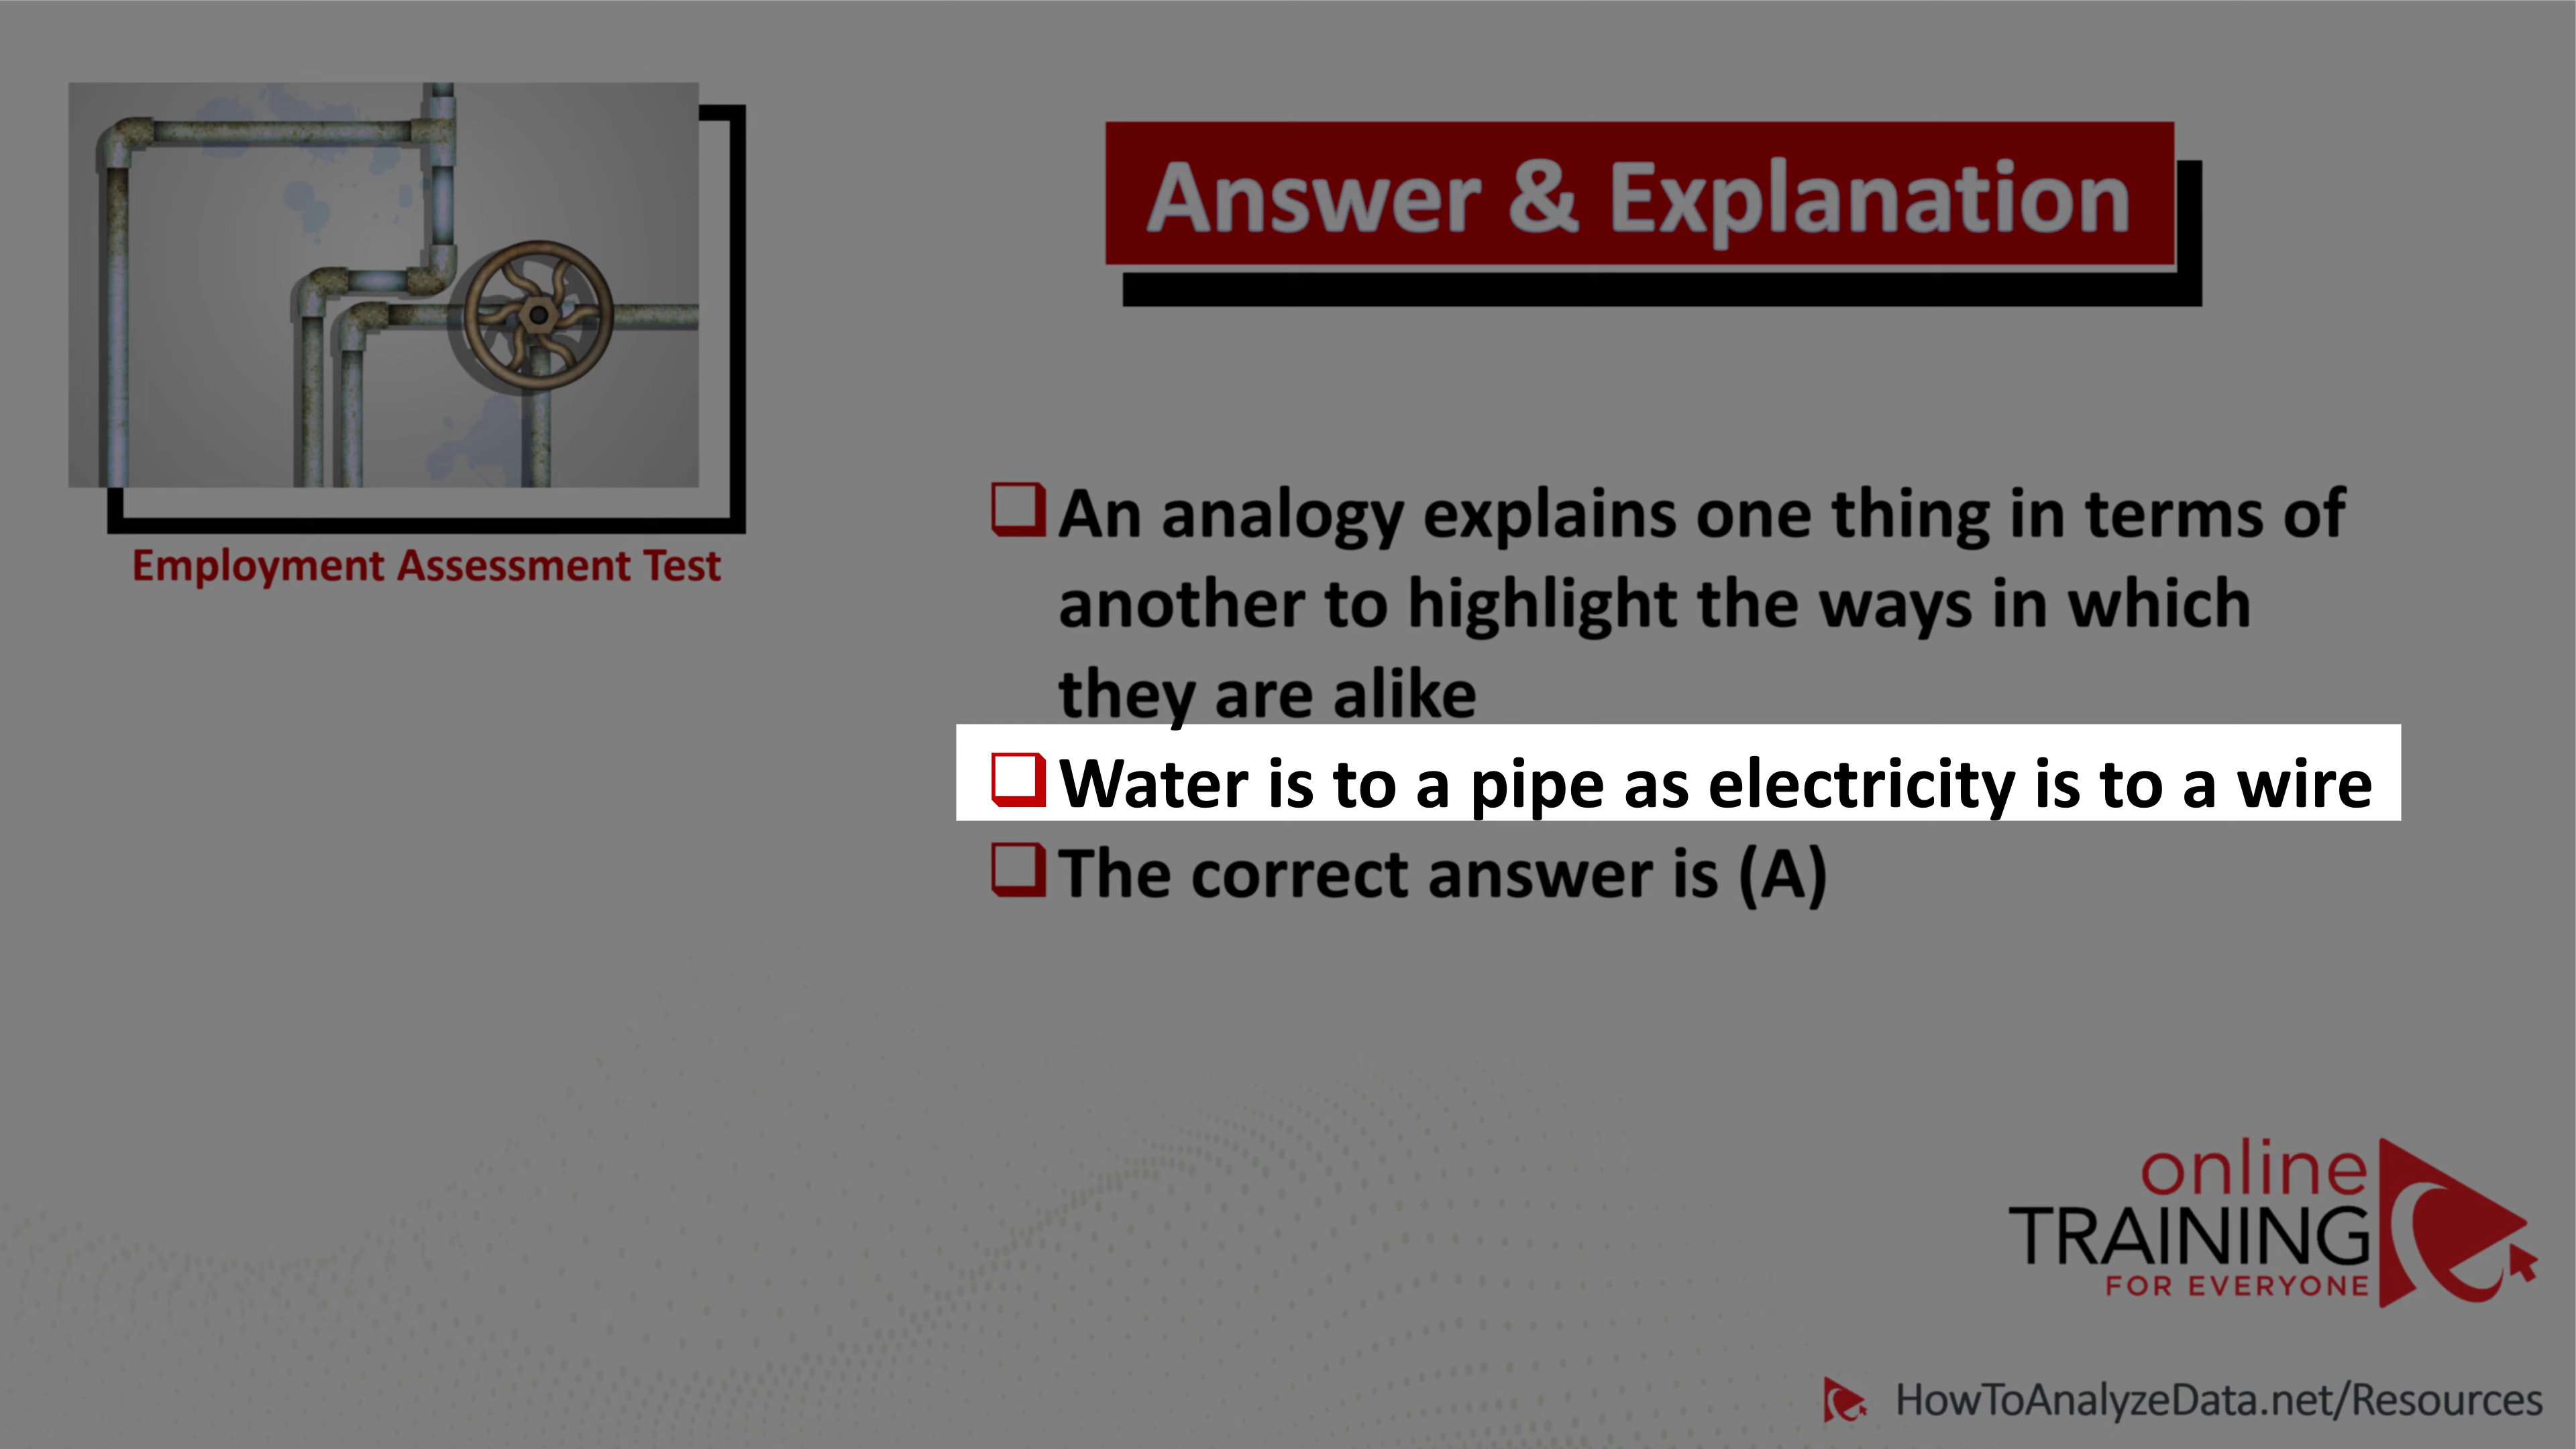 Answer & Explanation
Employment Assessment Test
An analogy explains one thing in terms of
another to highlight the ways in which
they are alike
Water is to a pipe as electricity is to a wire
The correct answer is (A)
online
TRAINING
FOR EVERYONE
HowToAnalyzeData.net/Resources